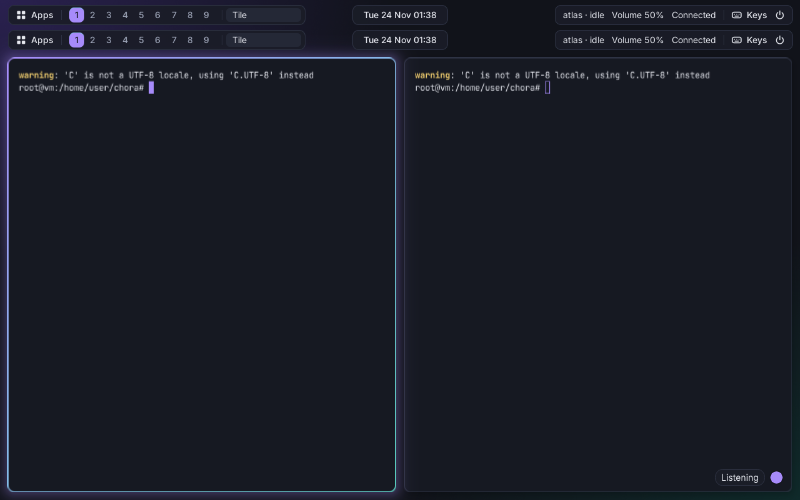 Apps 1 2 3 4 5 6 7 8 9 Tile Tue 24 Nov 01:38 atlas · idle Volume 50% Connected Keys
Apps 1 2 3 4 5 6 7 8 9 Tile Tue 24 Nov 01:38 atlas · idle Volume 50% Connected Keys
warning: 'C' is not a UTF-8 locale, using 'C.UTF-8' instead
root@vm:/home/user/chora#
warning: 'C' is not a UTF-8 locale, using 'C.UTF-8' instead
root@vm:/home/user/chora#
Listening